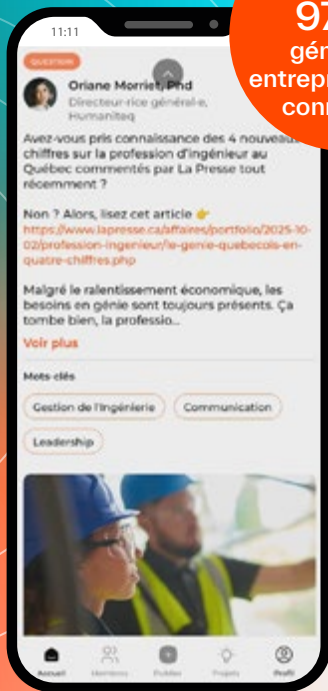 97
gén
entrep
conn
11:11
QUESTION
Oriane Morriet, Phd
Directeur·rice général·e,
Humaniteq
Avez-vous pris connaissance des 4 nouveaux
chiffres sur la profession d'ingénieur au
Québec commentés par La Presse tout
récemment ?
Non ? Alors, lisez cet article 👉
https://www.lapresse.ca/affaires/portfolio/2025-10-
02/profession-ingenieur/le-genie-quebecois-en-
quatre-chiffres.php
Malgré le ralentissement économique, les
besoins en génie sont toujours présents. Ça
tombe bien, la professio...
Voir plus
Mots-clés
Gestion de l'Ingénierie
Communication
Leadership
Accueil
Membres
Publier
Projets
Profil